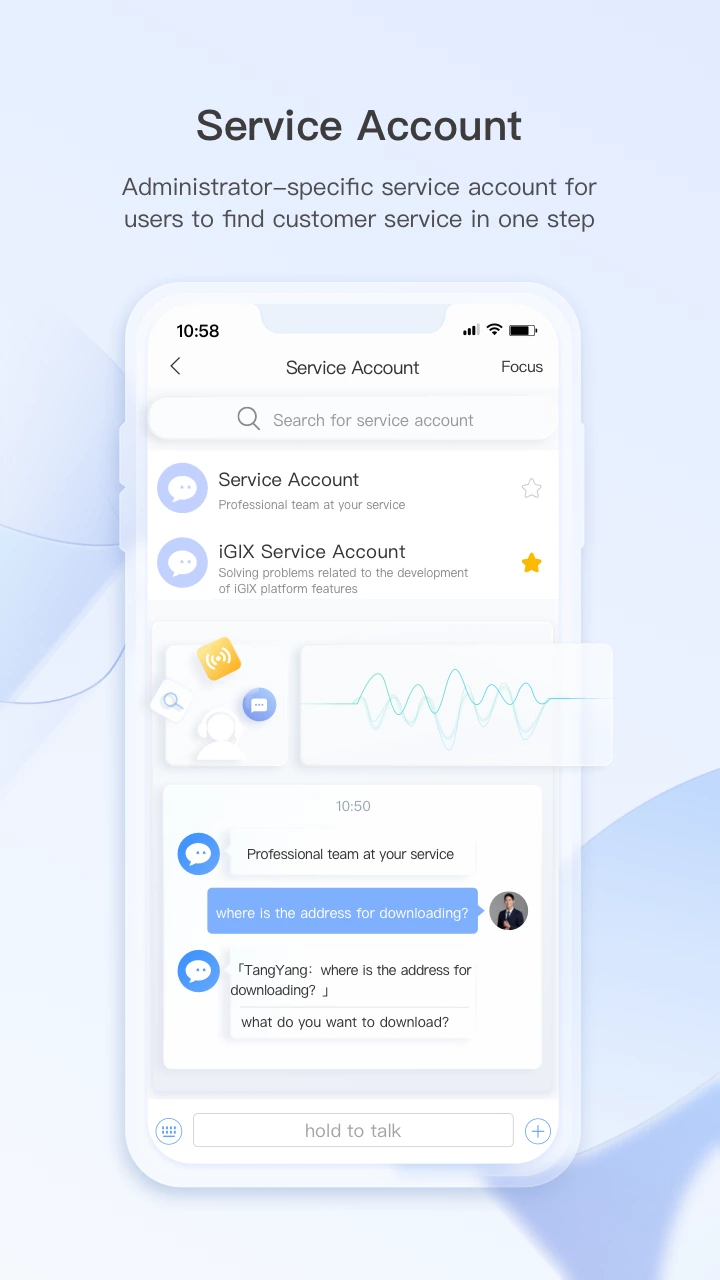 Service Account
Administrator-specific service account for
users to find customer service in one step
10:58
Service Account
Focus
Search for service account
Service Account
Professional team at your service
iGIX Service Account
Solving problems related to the development
of iGIX platform features
10:50
Professional team at your service
where is the address for downloading?
「TangYang：where is the address for
downloading? 」
what do you want to download?
hold to talk